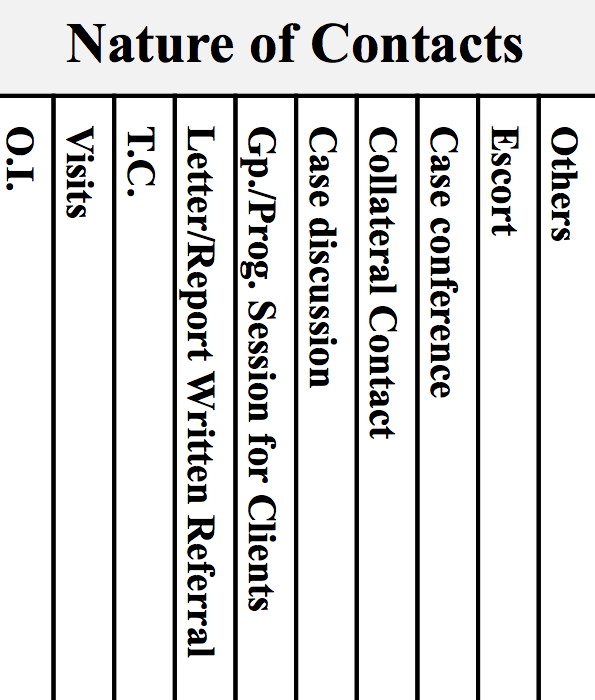 Nature of Contacts
O.I.
Visits
T.C.
Letter/Report Written Referral
Gp./Prog. Session for Clients
Case discussion
Collateral Contact
Case conference
Escort
Others